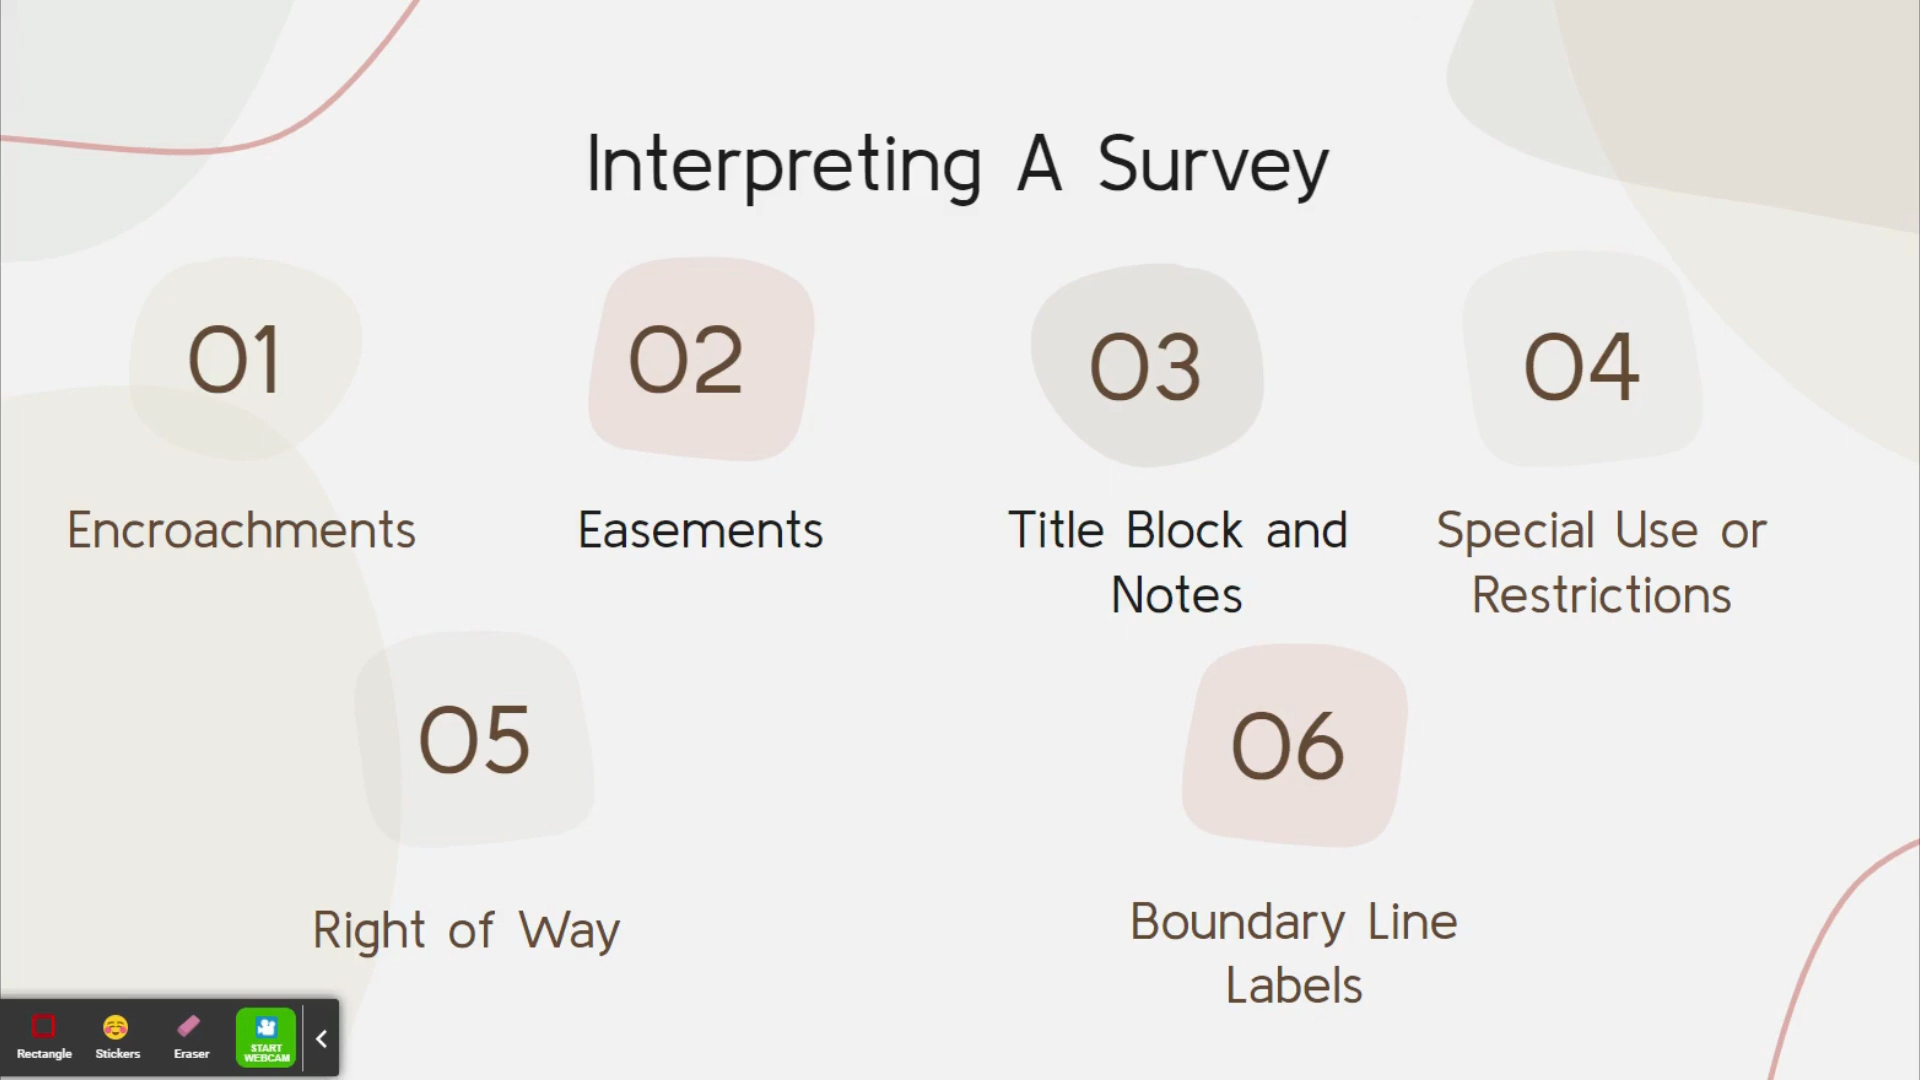 Interpreting A Survey
01
02
03
04
Encroachments
Easements
Title Block and
Notes
Special Use or
Restrictions
05
06
Right of Way
Boundary Line
Labels
Rectangle
Stickers
Eraser
START
WEBCAM